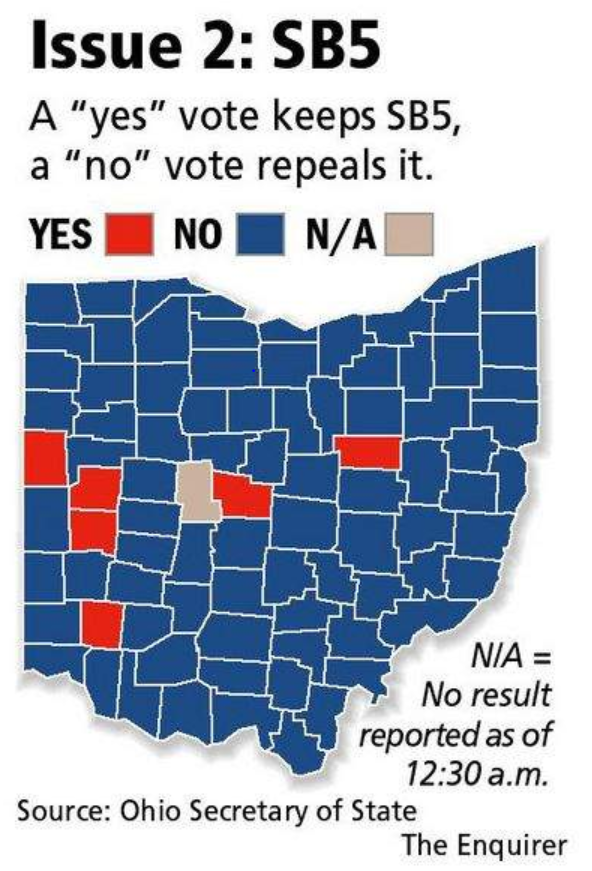 Issue 2: SB5
A “yes” vote keeps SB5,
a “no” vote repeals it.
YES NO N/A
N/A =
No result
reported as of
12:30 a.m.
Source: Ohio Secretary of State
The Enquirer